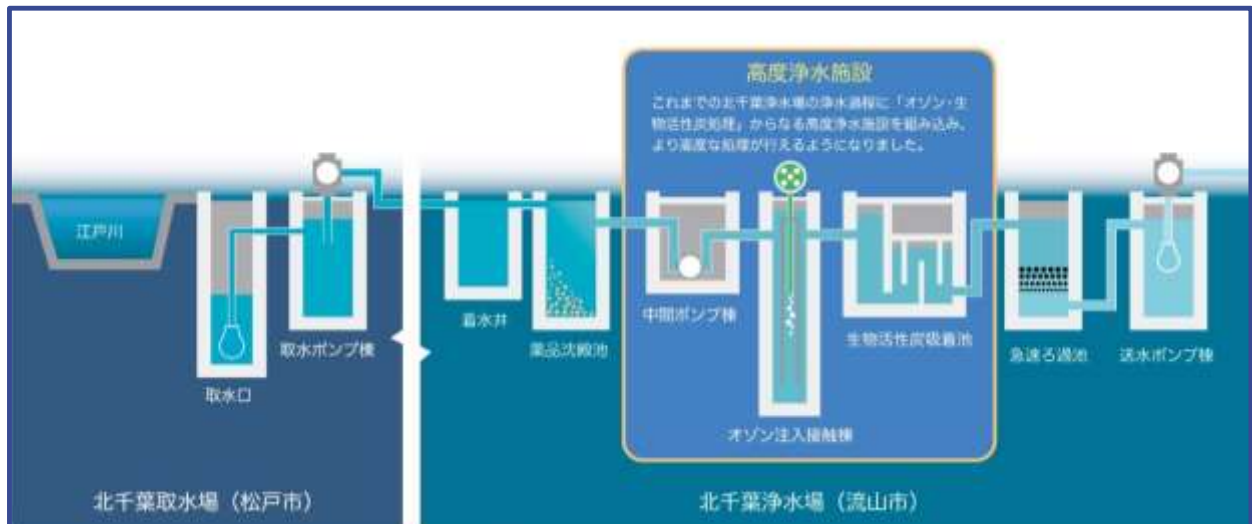 高度浄水施設
これまでの北千葉浄水場の浄水過程に「オゾン・生
物活性炭処理」からなる高度浄水施設を組み込み、
より高度な処理が行えるようになりました。
江戸川
取水口
取水ポンプ棟
着水井
薬品沈殿池
中間ポンプ棟
オゾン注入接触棟
生物活性炭吸着池
急速ろ過池
送水ポンプ棟
北千葉取水場（松戸市）
北千葉浄水場（流山市）